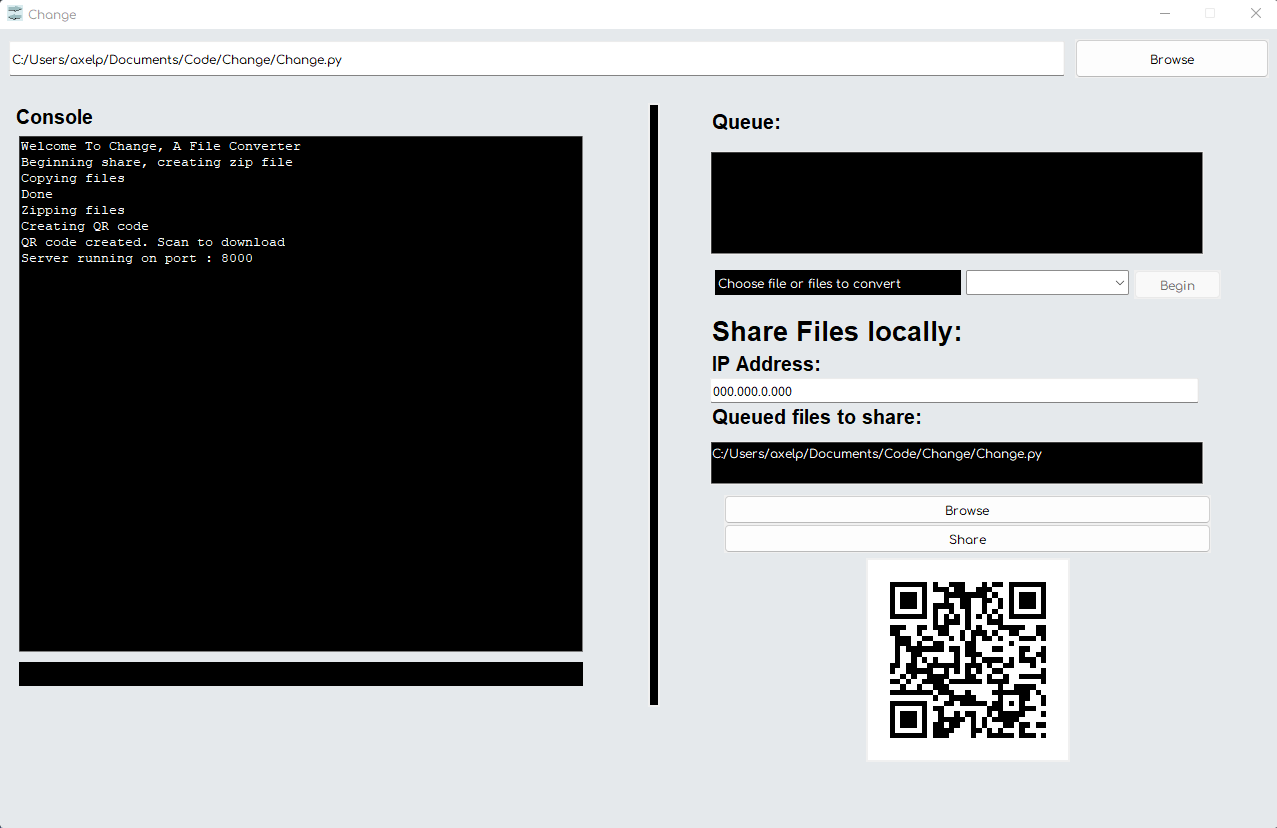 Change
C:/Users/axelp/Documents/Code/Change/Change.py
Browse
Console
Welcome To Change, A File Converter
Beginning share, creating zip file
Copying files
Done
Zipping files
Creating QR code
QR code created. Scan to download
Server running on port : 8000
Queue:
Choose file or files to convert
Begin
Share Files locally:
IP Address:
000.000.0.000
Queued files to share:
C:/Users/axelp/Documents/Code/Change/Change.py
Browse
Share